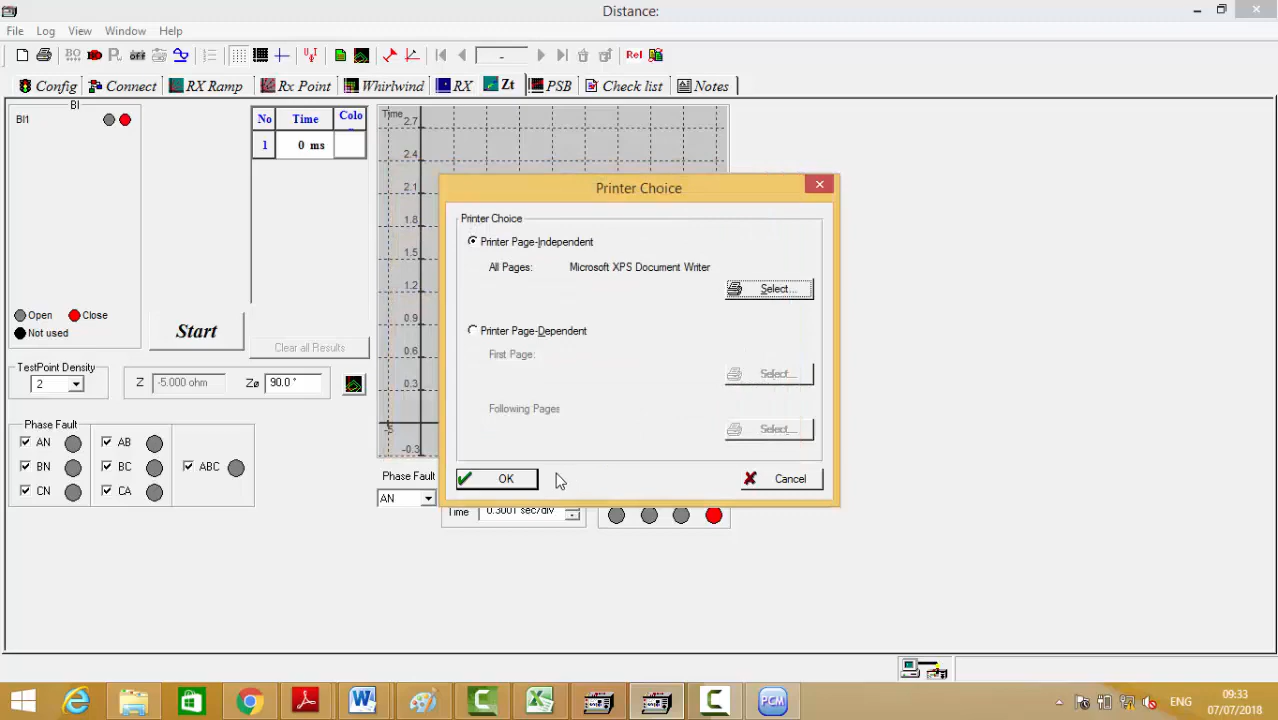 Distance:
File Log View Window Help
BO R off - Rel
Config Connect RX Ramp Rx Point Whirlwind RX Zt PSB Check list Notes
BI
BI1
Open Close
Not used
Start
No Time Colo
1 0 ms
Clear all Results
TestPoint Density
2
Z -5.000 ohm Zø 90.0 °
Phase Fault
AN AB
BN BC ABC
CN CA
Time
2.7
2.4
2.1
1.8
1.5
1.2
0.9
0.6
0.3
-5
-0.3
Phase Fault
AN
Time 0.3001 sec/div
Printer Choice
Printer Choice
Printer Page-Independent
All Pages: Microsoft XPS Document Writer
Select...
Printer Page-Dependent
First Page:
Select...
Following Pages
Select...
OK Cancel
ENG
09:33
07/07/2018